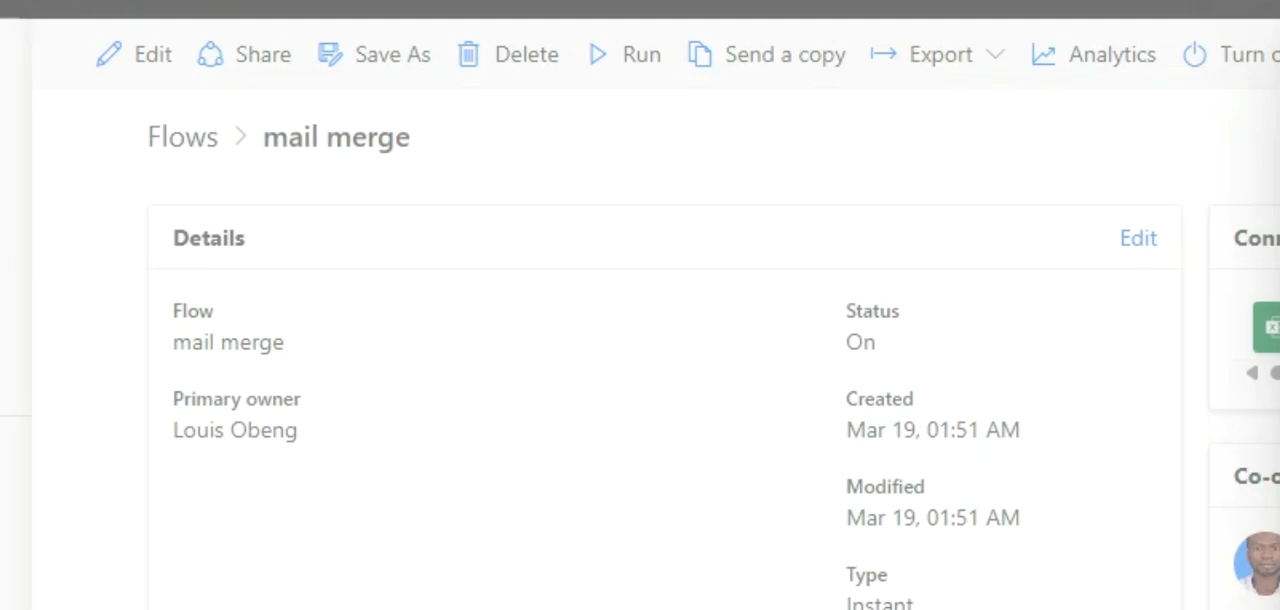 Edit Share Save As Delete Run Send a copy Export Analytics Turn
Flows > mail merge
Details Edit
Flow
mail merge
Status
On
Primary owner
Louis Obeng
Created
Mar 19, 01:51 AM
Modified
Mar 19, 01:51 AM
Type
Instant